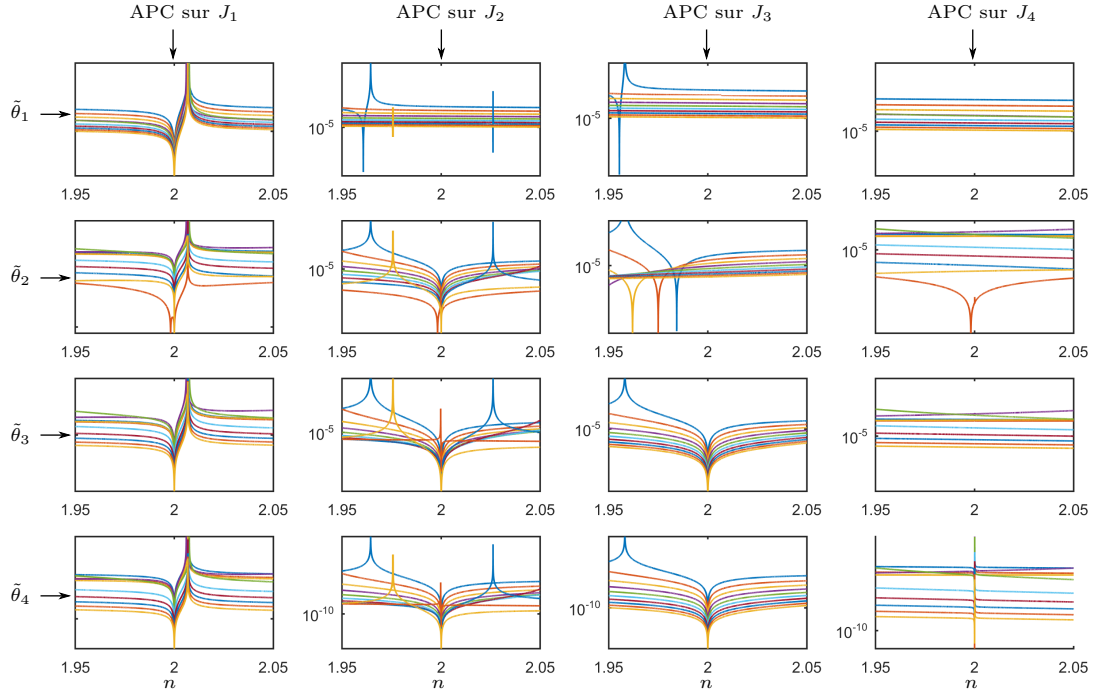 APC sur J₁ APC sur J₂ APC sur J₃ APC sur J₄
θ̃₁
10⁻⁵ 10⁻⁵ 10⁻⁵
1.95 2 2.05 1.95 2 2.05 1.95 2 2.05 1.95 2 2.05
θ̃₂
10⁻⁵ 10⁻⁵ 10⁻⁵
1.95 2 2.05 1.95 2 2.05 1.95 2 2.05 1.95 2 2.05
θ̃₃
10⁻⁵ 10⁻⁵ 10⁻⁵
1.95 2 2.05 1.95 2 2.05 1.95 2 2.05 1.95 2 2.05
θ̃₄
10⁻¹⁰ 10⁻¹⁰ 10⁻¹⁰
1.95 2 2.05 1.95 2 2.05 1.95 2 2.05 1.95 2 2.05
n n n n